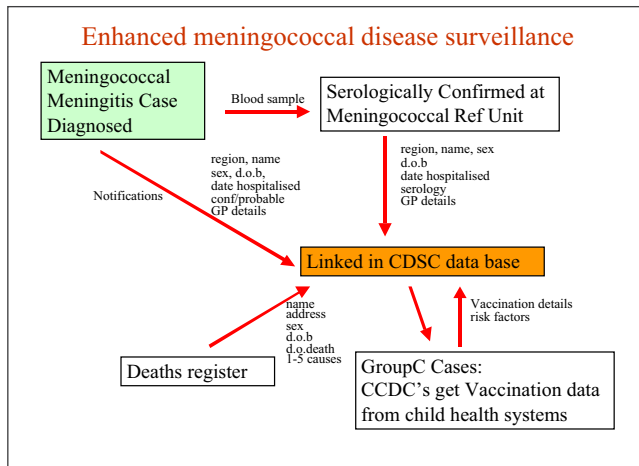 Enhanced meningococcal disease surveillance
Meningococcal
Meningitis Case
Diagnosed
Blood sample
Serologically Confirmed at
Meningococcal Ref Unit
Notifications
region, name
sex, d.o.b,
date hospitalised
conf/probable
GP details
region, name, sex
d.o.b
date hospitalised
serology
GP details
Linked in CDSC data base
name
address
sex
d.o.b
d.o.death
1-5 causes
Vaccination details
risk factors
Deaths register
GroupC Cases:
CCDC's get Vaccination data
from child health systems